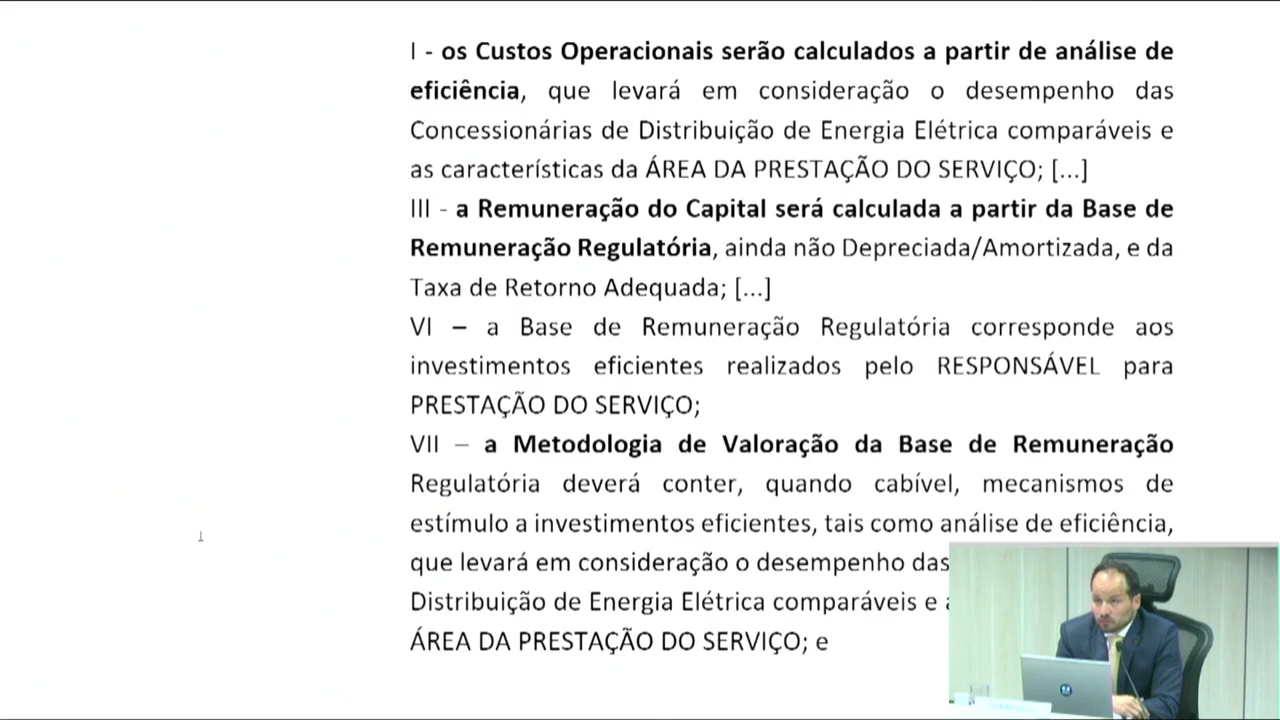 I - os Custos Operacionais serão calculados a partir de análise de
eficiência, que levará em consideração o desempenho das
Concessionárias de Distribuição de Energia Elétrica comparáveis e
as características da ÁREA DA PRESTAÇÃO DO SERVIÇO; [...]
III - a Remuneração do Capital será calculada a partir da Base de
Remuneração Regulatória, ainda não Depreciada/Amortizada, e da
Taxa de Retorno Adequada; [...]
VI – a Base de Remuneração Regulatória corresponde aos
investimentos eficientes realizados pelo RESPONSÁVEL para
PRESTAÇÃO DO SERVIÇO;
VII – a Metodologia de Valoração da Base de Remuneração
Regulatória deverá conter, quando cabível, mecanismos de
estímulo a investimentos eficientes, tais como análise de eficiência,
que levará em consideração o desempenho das
Distribuição de Energia Elétrica comparáveis e
ÁREA DA PRESTAÇÃO DO SERVIÇO; e